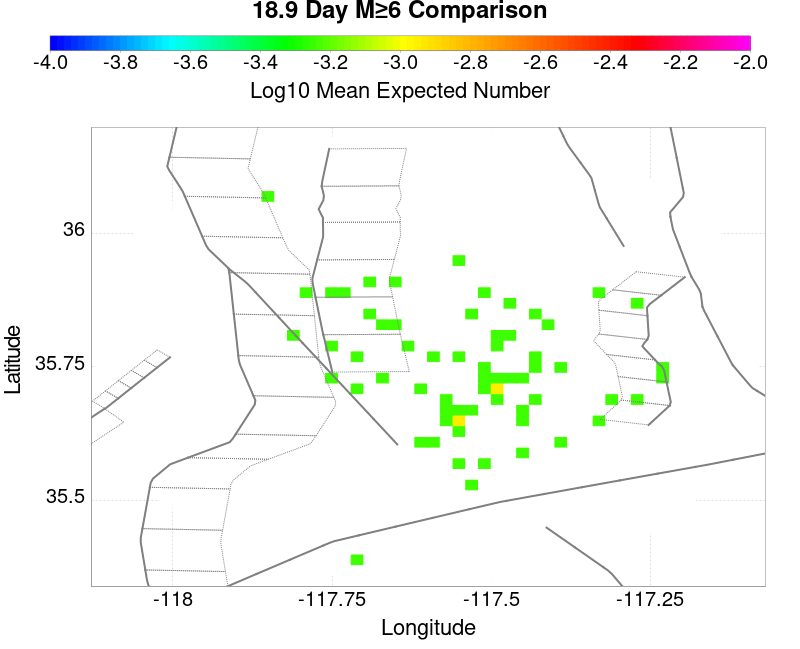 18.9 Day M≥6 Comparison
-4.0 -3.8 -3.6 -3.4 -3.2 -3.0 -2.8 -2.6 -2.4 -2.2 -2.0
Log10 Mean Expected Number
36
35.75
35.5
Latitude
-118 -117.75 -117.5 -117.25
Longitude